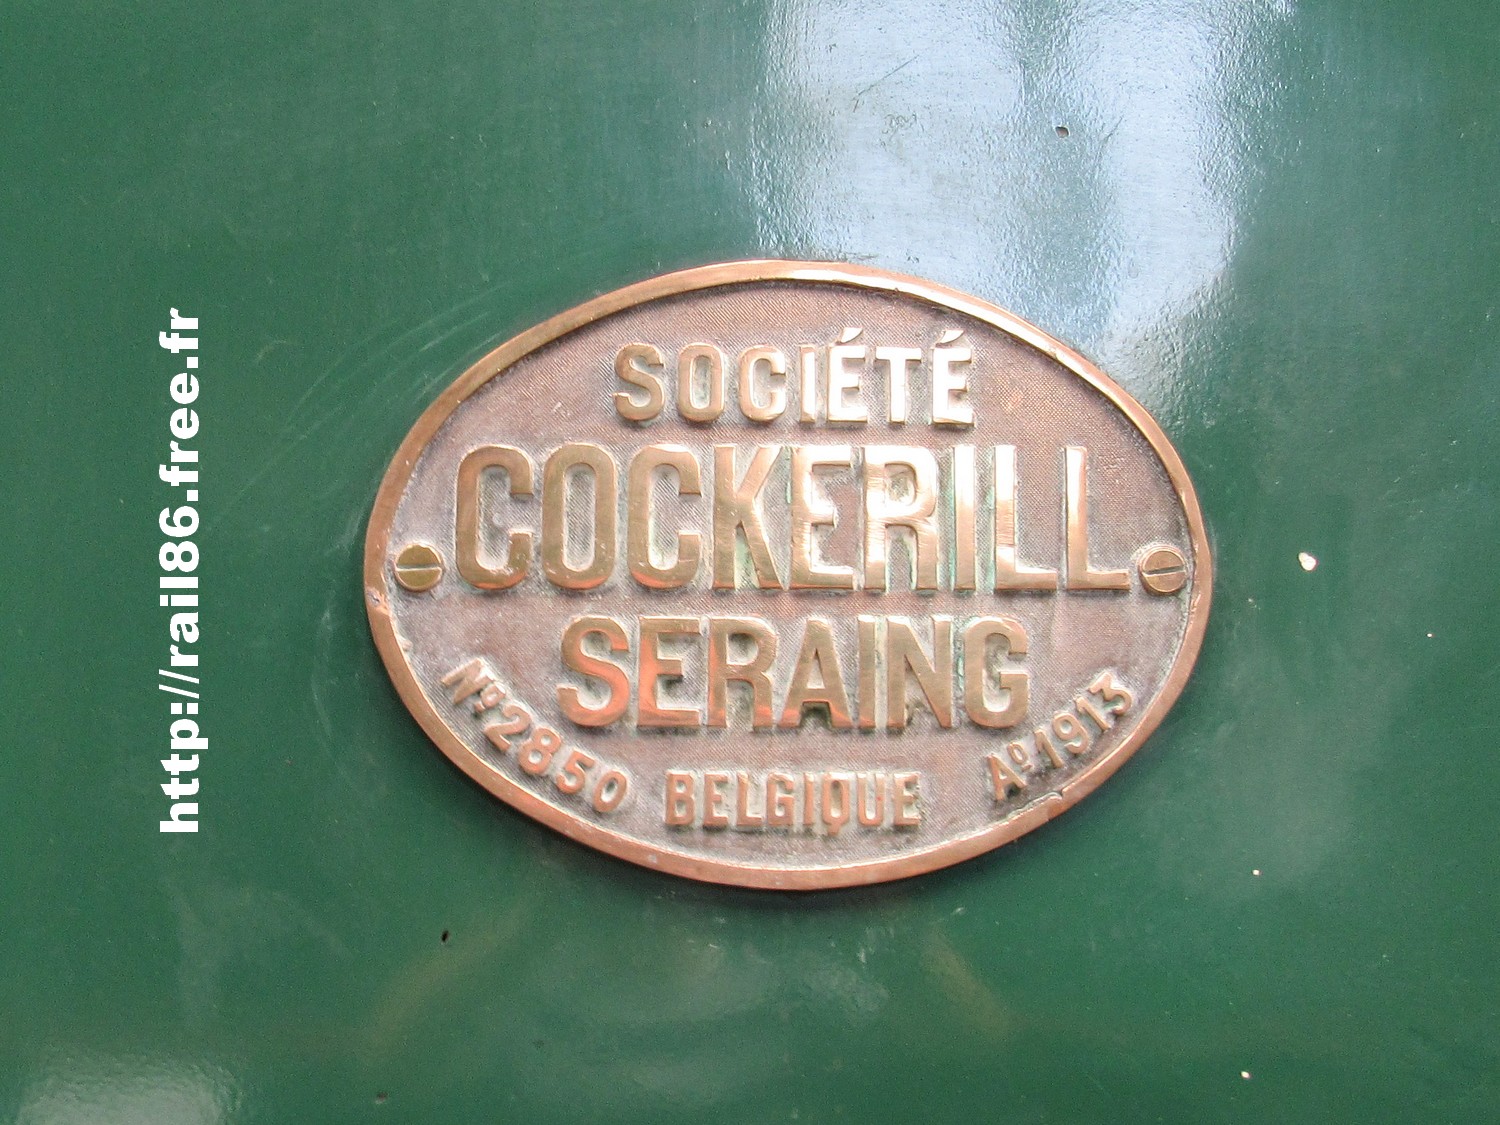 http://rail86.free.fr
SOCIÉTÉ
COCKERILL
SERAING
Nº 2850 BELGIQUE Aº 1913